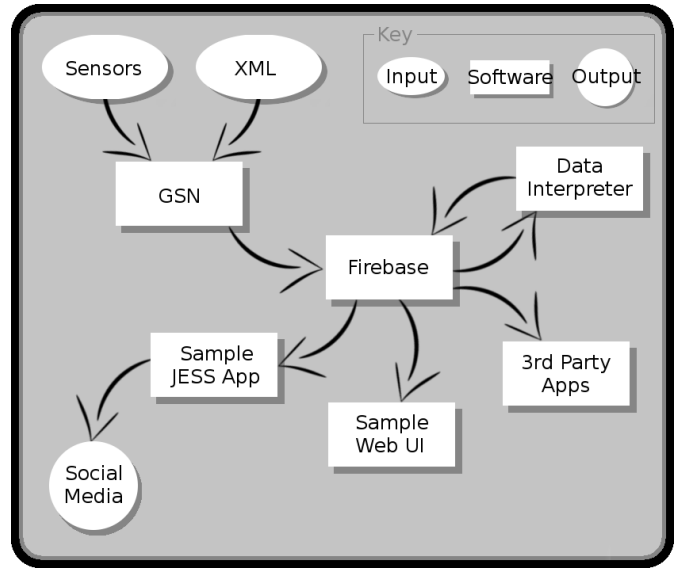 Key
Sensors
XML
Input
Software
Output
GSN
Data
Interpreter
Firebase
Sample
JESS App
3rd Party
Apps
Sample
Web UI
Social
Media